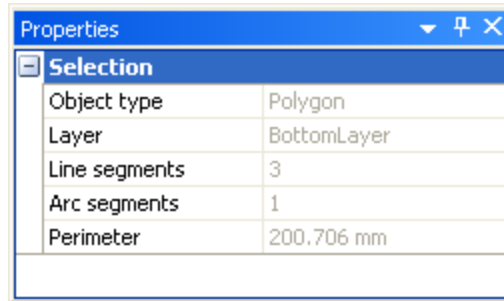 Properties
Selection
Object type Polygon
Layer BottomLayer
Line segments 3
Arc segments 1
Perimeter 200.706 mm